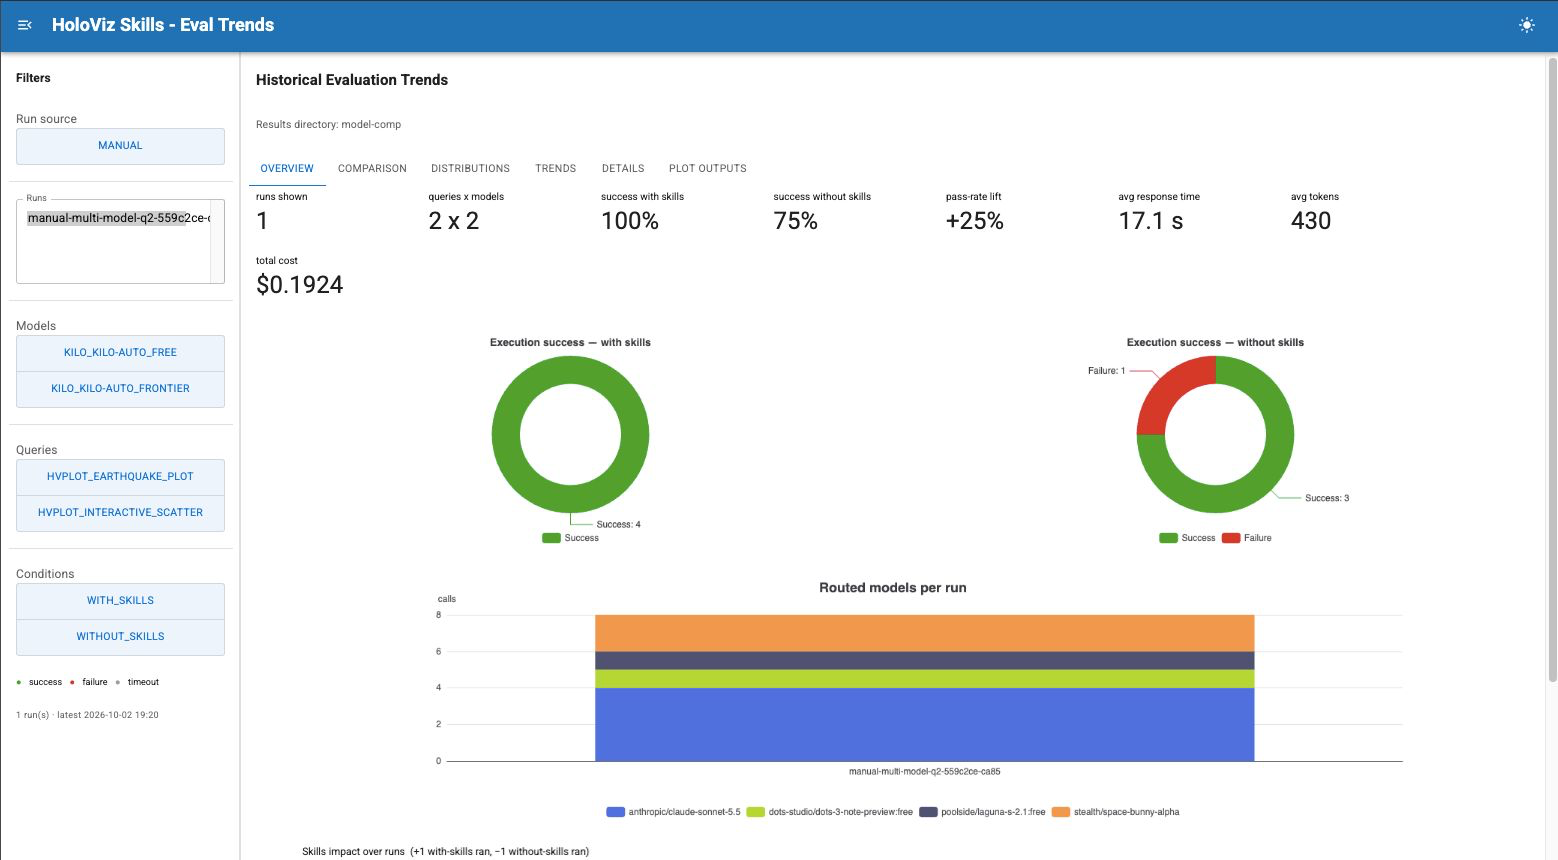 HoloViz Skills - Eval Trends
Filters
Run source
MANUAL
Runs
manual-multi-model-q2-559c2ce-c
Models
KILO_KILO-AUTO_FREE
KILO_KILO-AUTO_FRONTIER
Queries
HVPLOT_EARTHQUAKE_PLOT
HVPLOT_INTERACTIVE_SCATTER
Conditions
WITH_SKILLS
WITHOUT_SKILLS
success failure timeout
1 run(s) · latest 2026-10-02 19:20
Historical Evaluation Trends
Results directory: model-comp
OVERVIEW COMPARISON DISTRIBUTIONS TRENDS DETAILS PLOT OUTPUTS
runs shown queries x models success with skills success without skills pass-rate lift avg response time avg tokens
1 2 x 2 100% 75% +25% 17.1 s 430
total cost
$0.1924
Execution success — with skills
Success: 4
Success
Execution success — without skills
Failure: 1
Success: 3
Success Failure
Routed models per run
calls
8
6
4
2
0
manual-multi-model-q2-559c2ce-ca85
anthropic/claude-sonnet-5.5 dots-studio/dots-3-note-preview:free poolside/laguna-s-2.1:free stealth/space-bunny-alpha
Skills impact over runs (+1 with-skills ran, −1 without-skills ran)